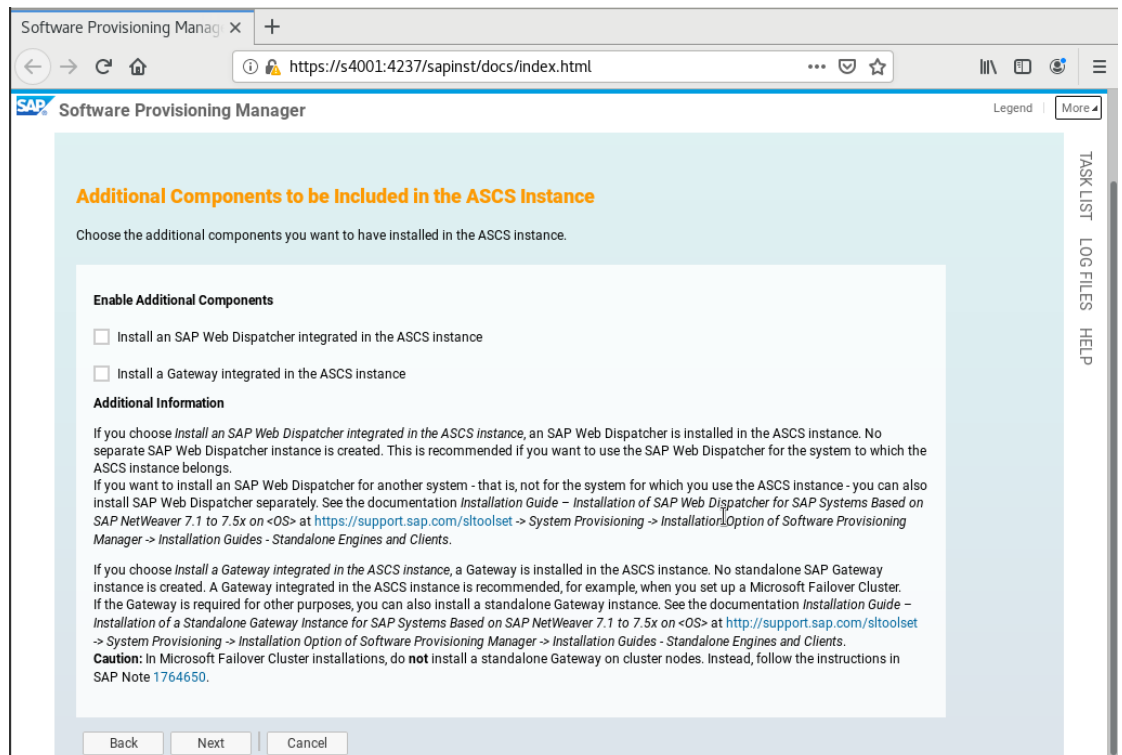 Software Provisioning Manag
https://s4001:4237/sapinst/docs/index.html
SAP Software Provisioning Manager
Legend
More
TASK LIST
LOG FILES
HELP
Additional Components to be Included in the ASCS Instance
Choose the additional components you want to have installed in the ASCS instance.
Enable Additional Components
Install an SAP Web Dispatcher integrated in the ASCS instance
Install a Gateway integrated in the ASCS instance
Additional Information
If you choose Install an SAP Web Dispatcher integrated in the ASCS instance, an SAP Web Dispatcher is installed in the ASCS instance. No
separate SAP Web Dispatcher instance is created. This is recommended if you want to use the SAP Web Dispatcher for the system to which the
ASCS instance belongs.
If you want to install an SAP Web Dispatcher for another system - that is, not for the system for which you use the ASCS instance - you can also
install SAP Web Dispatcher separately. See the documentation Installation Guide – Installation of SAP Web Dispatcher for SAP Systems Based on
SAP NetWeaver 7.1 to 7.5x on <OS> at https://support.sap.com/sltoolset -> System Provisioning -> Installation Option of Software Provisioning
Manager -> Installation Guides - Standalone Engines and Clients.
If you choose Install a Gateway integrated in the ASCS instance, a Gateway is installed in the ASCS instance. No standalone SAP Gateway
instance is created. A Gateway integrated in the ASCS instance is recommended, for example, when you set up a Microsoft Failover Cluster.
If the Gateway is required for other purposes, you can also install a standalone Gateway instance. See the documentation Installation Guide –
Installation of a Standalone Gateway Instance for SAP Systems Based on SAP NetWeaver 7.1 to 7.5x on <OS> at http://support.sap.com/sltoolset
-> System Provisioning -> Installation Option of Software Provisioning Manager -> Installation Guides - Standalone Engines and Clients.
Caution: In Microsoft Failover Cluster installations, do not install a standalone Gateway on cluster nodes. Instead, follow the instructions in
SAP Note 1764650.
Back
Next
Cancel